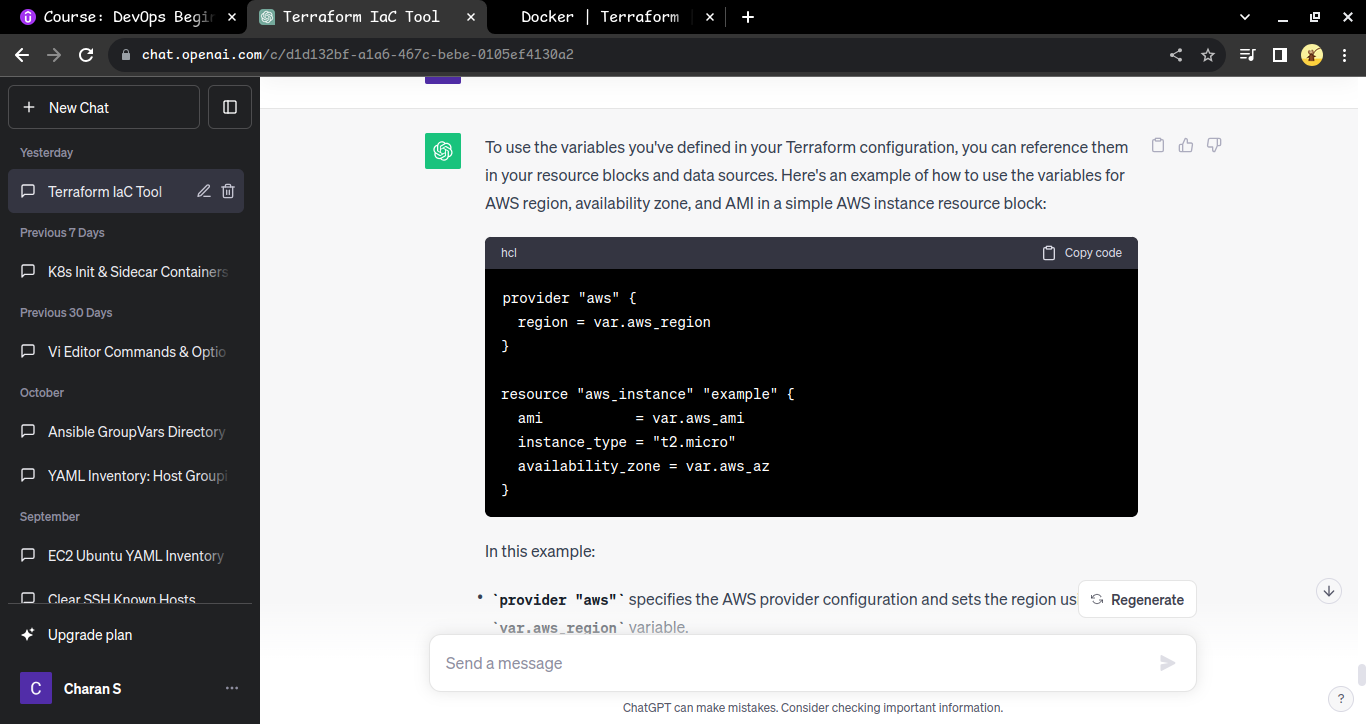 Course: DevOps Begin
Terraform IaC Tool
Docker | Terraform
chat.openai.com/c/d1d132bf-a1a6-467c-bebe-0105ef4130a2
New Chat
Yesterday
Terraform IaC Tool
Previous 7 Days
K8s Init & Sidecar Containers
Previous 30 Days
Vi Editor Commands & Optio
October
Ansible GroupVars Directory
YAML Inventory: Host Groupi
September
EC2 Ubuntu YAML Inventory
Clear SSH Known Hosts
Upgrade plan
C
Charan S
To use the variables you've defined in your Terraform configuration, you can reference them
in your resource blocks and data sources. Here's an example of how to use the variables for
AWS region, availability zone, and AMI in a simple AWS instance resource block:
hcl
Copy code
provider "aws" {
  region = var.aws_region
}
resource "aws_instance" "example" {
  ami           = var.aws_ami
  instance_type = "t2.micro"
  availability_zone = var.aws_az
}
In this example:
• `provider "aws"` specifies the AWS provider configuration and sets the region us
`var.aws_region` variable.
Regenerate
Send a message
ChatGPT can make mistakes. Consider checking important information.
?